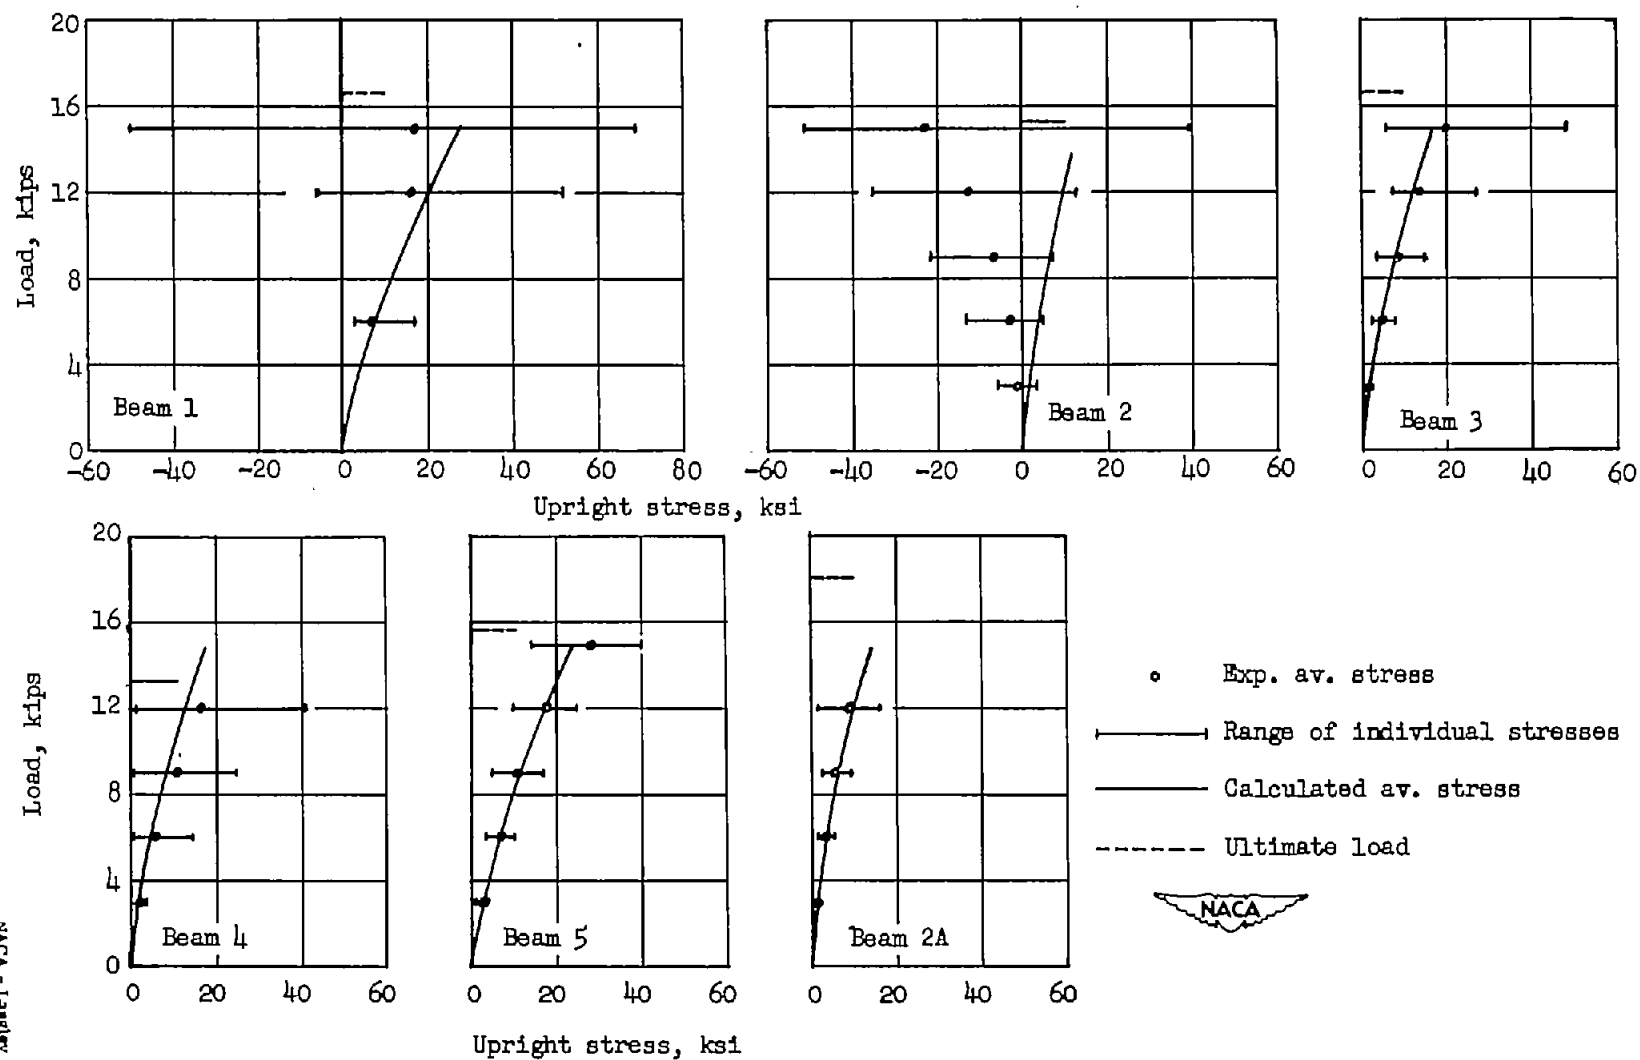 20
16
12
8
4
0
Load, kips
Beam 1
-60 -40 -20 0 20 40 60 80
Beam 2
-60 -40 -20 0 20 40 60
Beam 3
0 20 40 60
Upright stress, ksi
20
16
12
8
4
0
Load, kips
Beam 4
0 20 40 60
Beam 5
0 20 40 60
Beam 2A
0 20 40 60
Upright stress, ksi
Exp. av. stress
Range of individual stresses
Calculated av. stress
Ultimate load
NACA